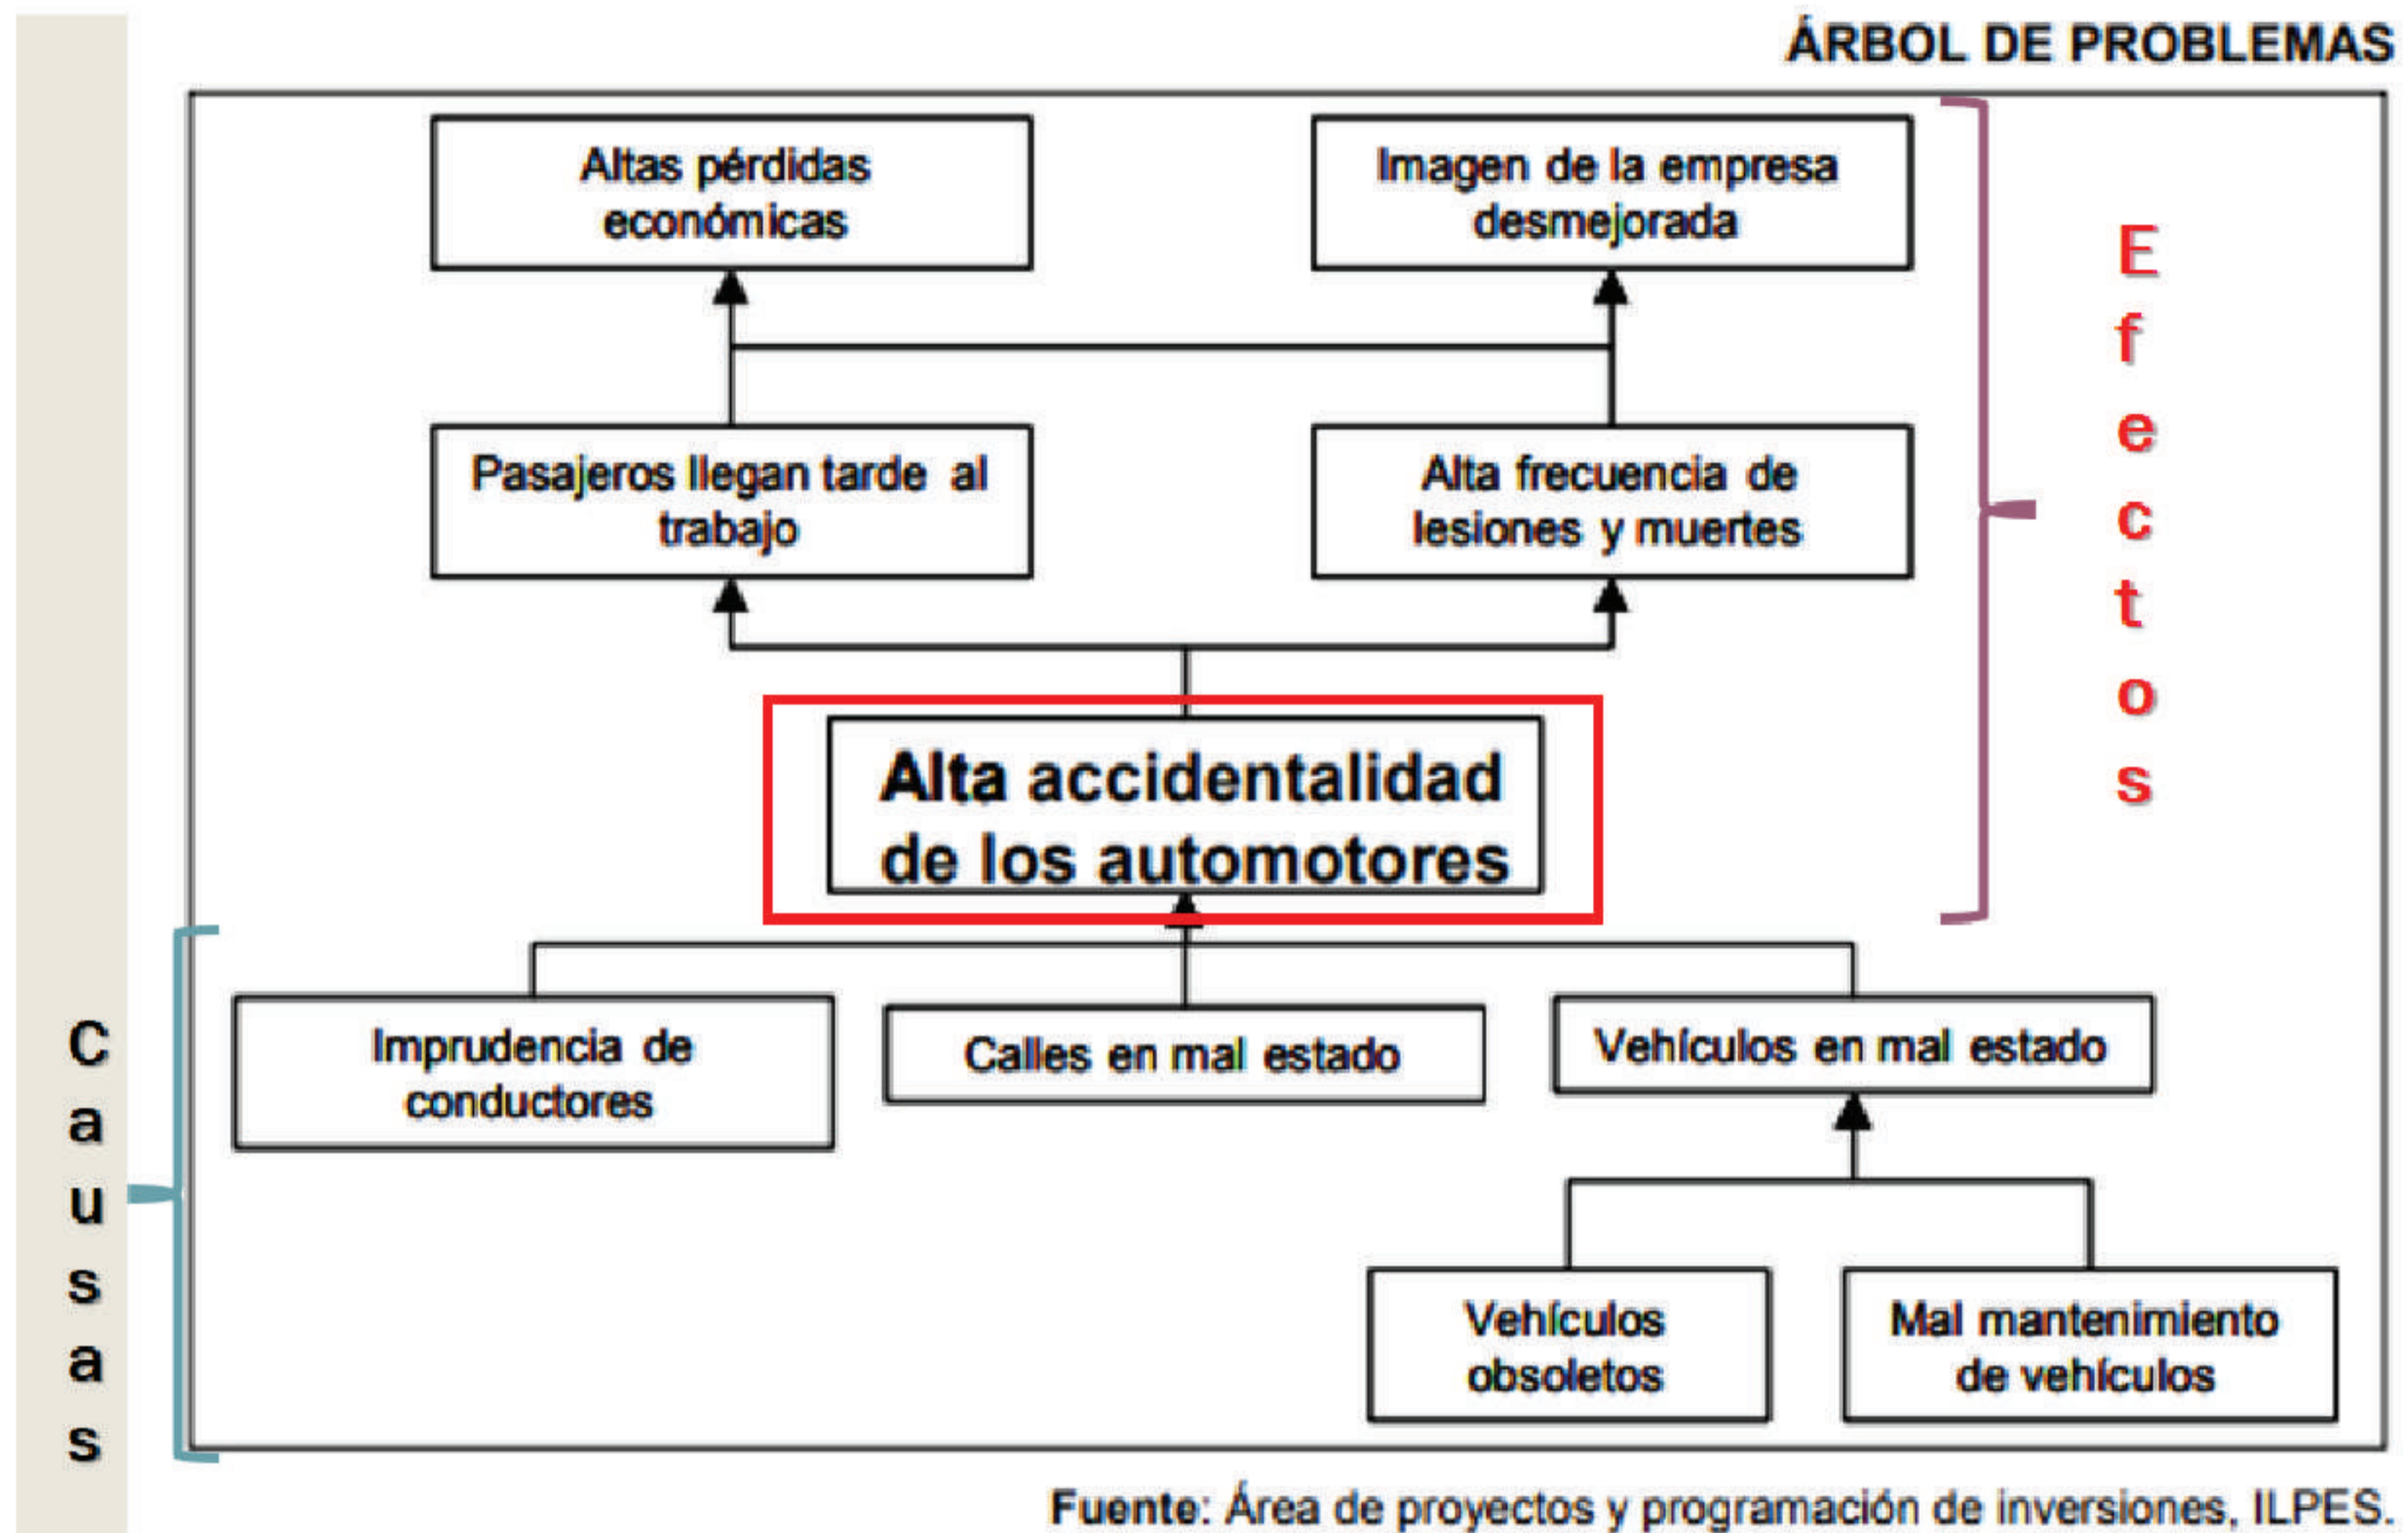 ÁRBOL DE PROBLEMAS
Altas pérdidas
económicas
Imagen de la empresa
desmejorada
Pasajeros llegan tarde al
trabajo
Alta frecuencia de
lesiones y muertes
Efectos
Alta accidentalidad
de los automotores
Causas
Imprudencia de
conductores
Calles en mal estado
Vehículos en mal estado
Vehículos
obsoletos
Mal mantenimiento
de vehículos
Fuente: Área de proyectos y programación de inversiones, ILPES.